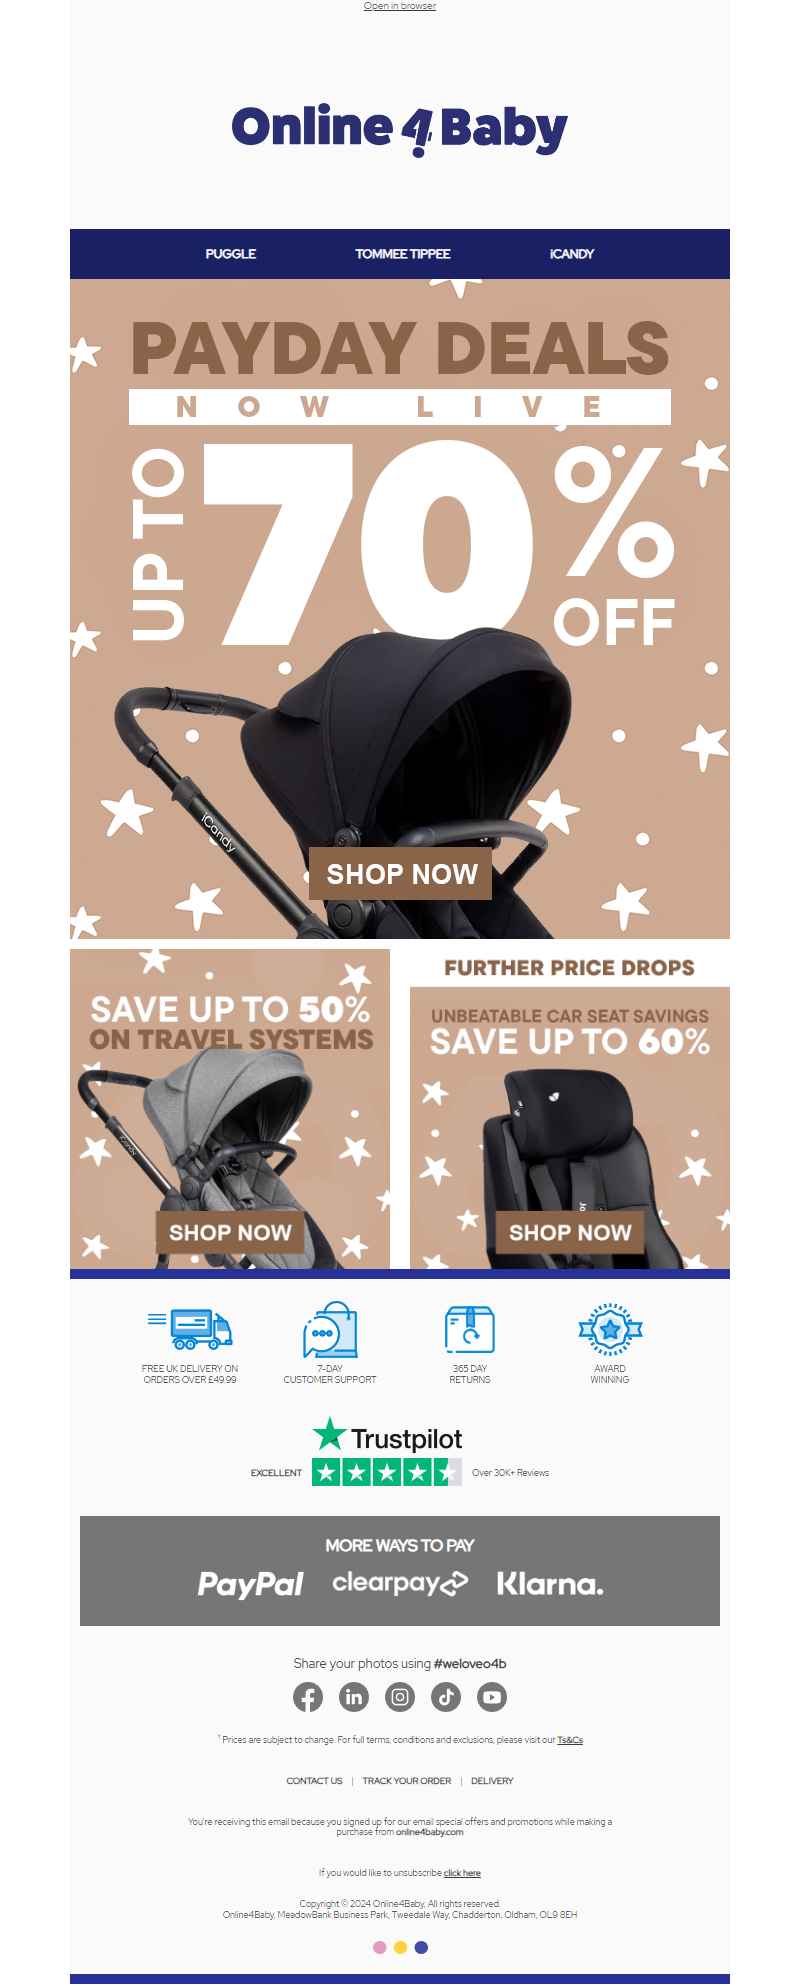 Open in browser
Online4Baby
PUGGLE TOMMEE TIPPEE iCANDY
PAYDAY DEALS
NOW LIVE
UP TO 70% OFF
iCandy
SHOP NOW
SAVE UP TO 50%
ON TRAVEL SYSTEMS
iCandy
SHOP NOW
FURTHER PRICE DROPS
UNBEATABLE CAR SEAT SAVINGS
SAVE UP TO 60%
SHOP NOW
FREE UK DELIVERY ON
ORDERS OVER £49.99
7-DAY
CUSTOMER SUPPORT
365 DAY
RETURNS
AWARD
WINNING
Trustpilot
EXCELLENT Over 30K+ Reviews
MORE WAYS TO PAY
PayPal clearpay Klarna.
Share your photos using #weloveo4b
† Prices are subject to change. For full terms, conditions and exclusions, please visit our Ts&Cs
CONTACT US | TRACK YOUR ORDER | DELIVERY
You're receiving this email because you signed up for our email special offers and promotions while making a
purchase from online4baby.com
If you would like to unsubscribe click here
Copyright © 2024 Online4Baby, All rights reserved.
Online4Baby, MeadowBank Business Park, Tweedale Way, Chadderton, Oldham, OL9 8EH